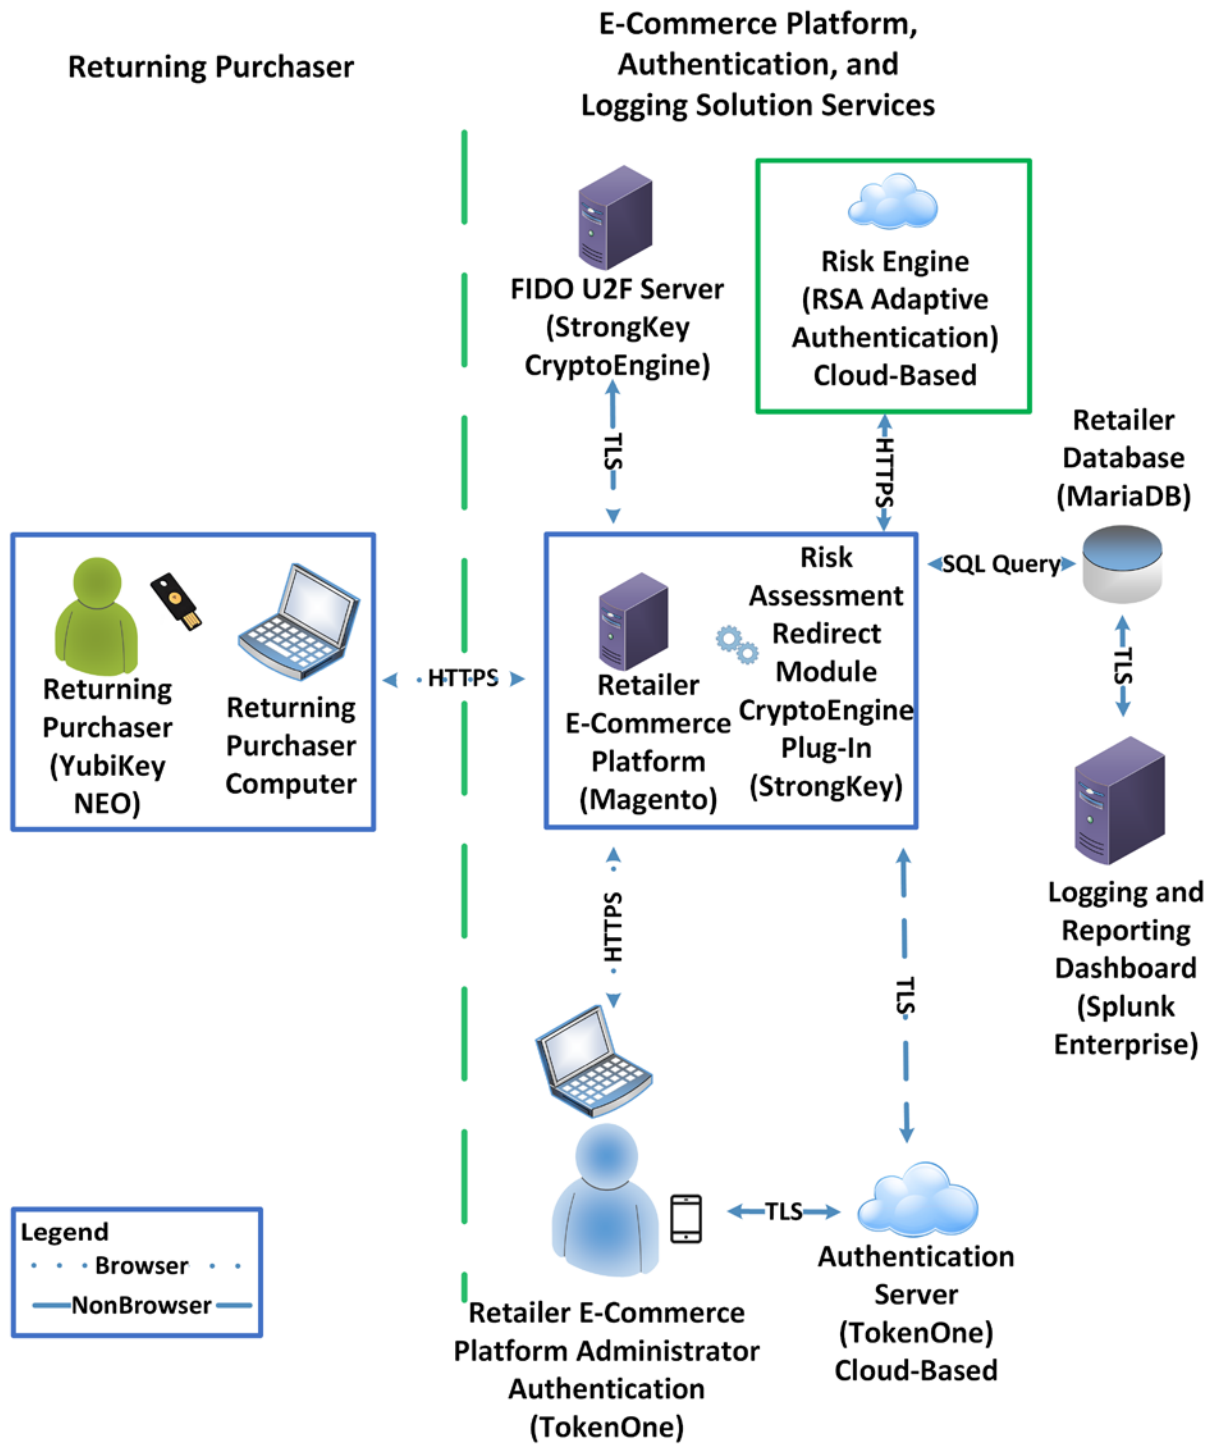 Returning Purchaser
E-Commerce Platform,
Authentication, and
Logging Solution Services
FIDO U2F Server
(StrongKey
CryptoEngine)
Risk Engine
(RSA Adaptive
Authentication)
Cloud-Based
TLS
HTTPS
Retailer
Database
(MariaDB)
SQL Query
Returning
Purchaser
(YubiKey
NEO)
Returning
Purchaser
Computer
HTTPS
Retailer
E-Commerce
Platform
(Magento)
Risk
Assessment
Redirect
Module
CryptoEngine
Plug-In
(StrongKey)
TLS
Logging and
Reporting
Dashboard
(Splunk
Enterprise)
HTTPS
TLS
TLS
Retailer E-Commerce
Platform Administrator
Authentication
(TokenOne)
Authentication
Server
(TokenOne)
Cloud-Based
Legend
Browser
NonBrowser